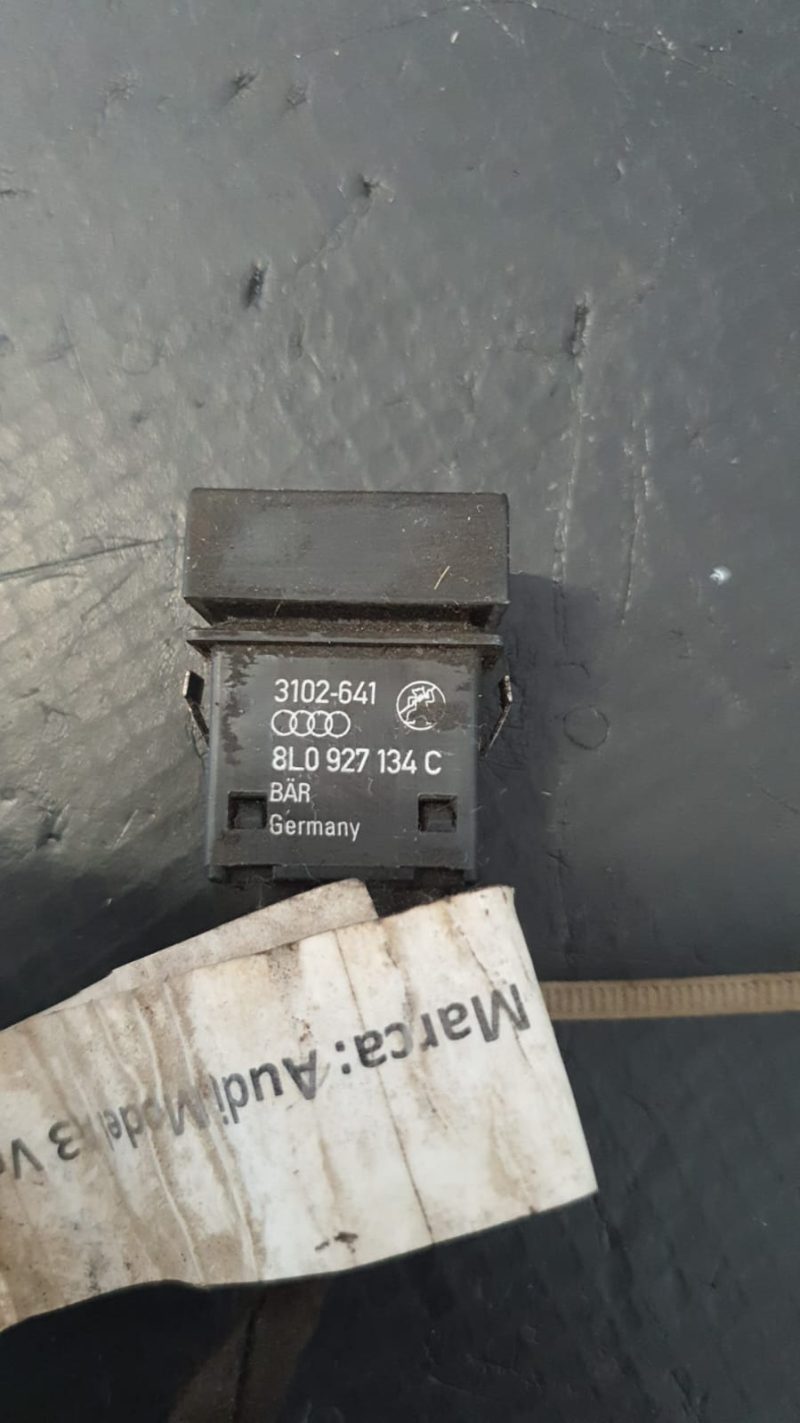 3102-641
8L0 927 134 C
BÄR
Germany
Marca: Audi